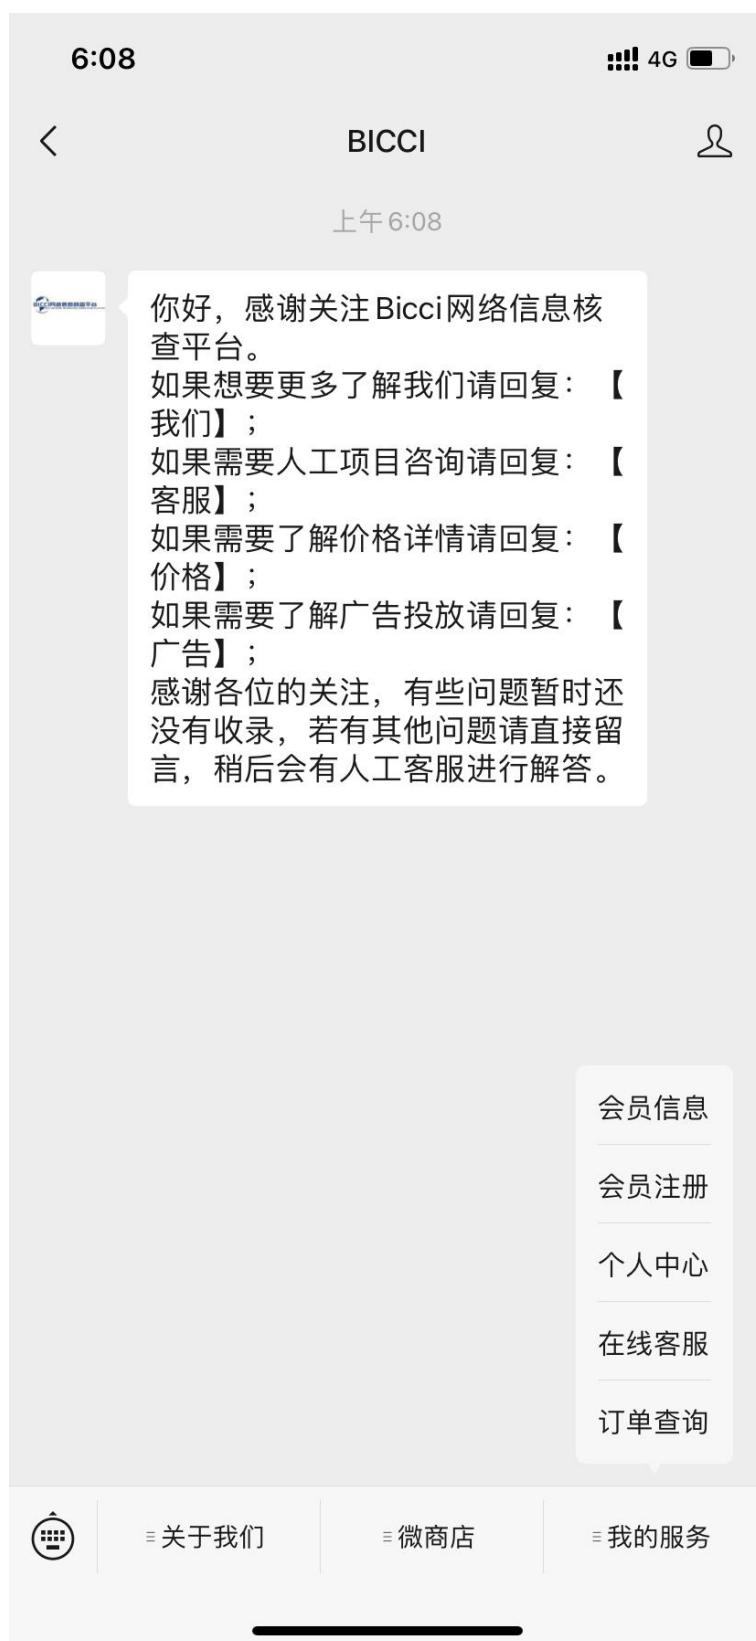 6:08
4G
BICCI
上午6:08
你好，感谢关注Bicci网络信息核
查平台。
如果想要更多了解我们请回复：【
我们】；
如果需要人工项目咨询请回复：【
客服】；
如果需要了解价格详情请回复：【
价格】；
如果需要了解广告投放请回复：【
广告】；
感谢各位的关注，有些问题暂时还
没有收录，若有其他问题请直接留
言，稍后会有人工客服进行解答。
会员信息
会员注册
个人中心
在线客服
订单查询
关于我们
微商店
我的服务